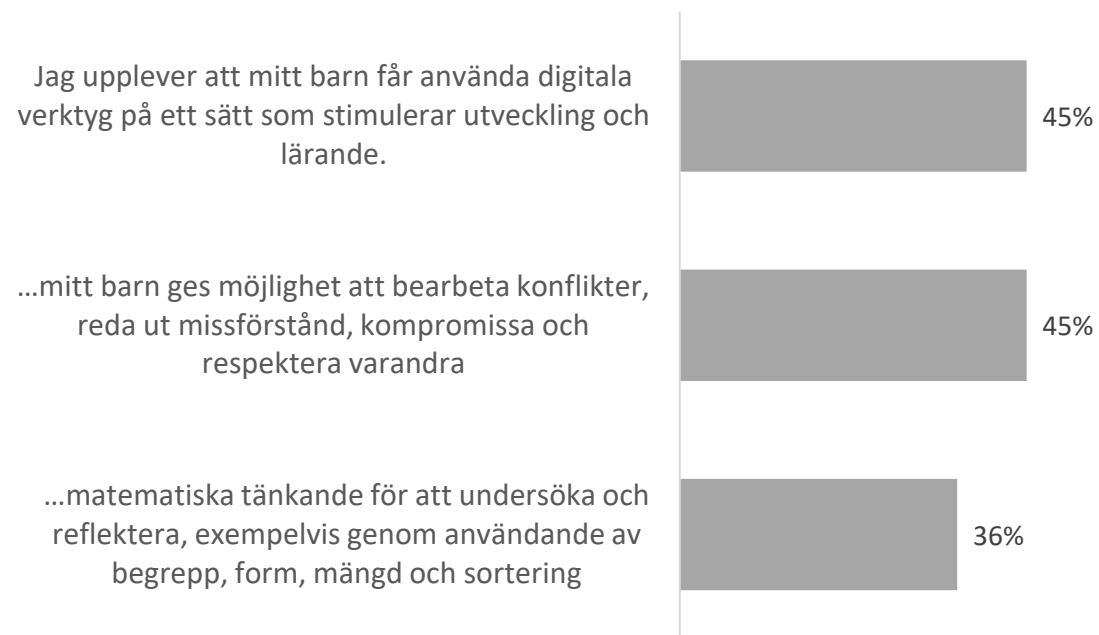 Jag upplever att mitt barn får använda digitala
verktyg på ett sätt som stimulerar utveckling och
lärande.
45%
…mitt barn ges möjlighet att bearbeta konflikter,
reda ut missförstånd, kompromissa och
respektera varandra
45%
…matematiska tänkande för att undersöka och
reflektera, exempelvis genom användande av
begrepp, form, mängd och sortering
36%